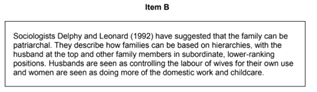 Item B
Sociologists Delphy and Leonard (1992) have suggested that the family can be
patriarchal. They describe how families can be based on hierarchies, with the
husband at the top and other family members in subordinate, lower-ranking
positions. Husbands are seen as controlling the labour of wives for their own use
and women are seen as doing more of the domestic work and childcare.